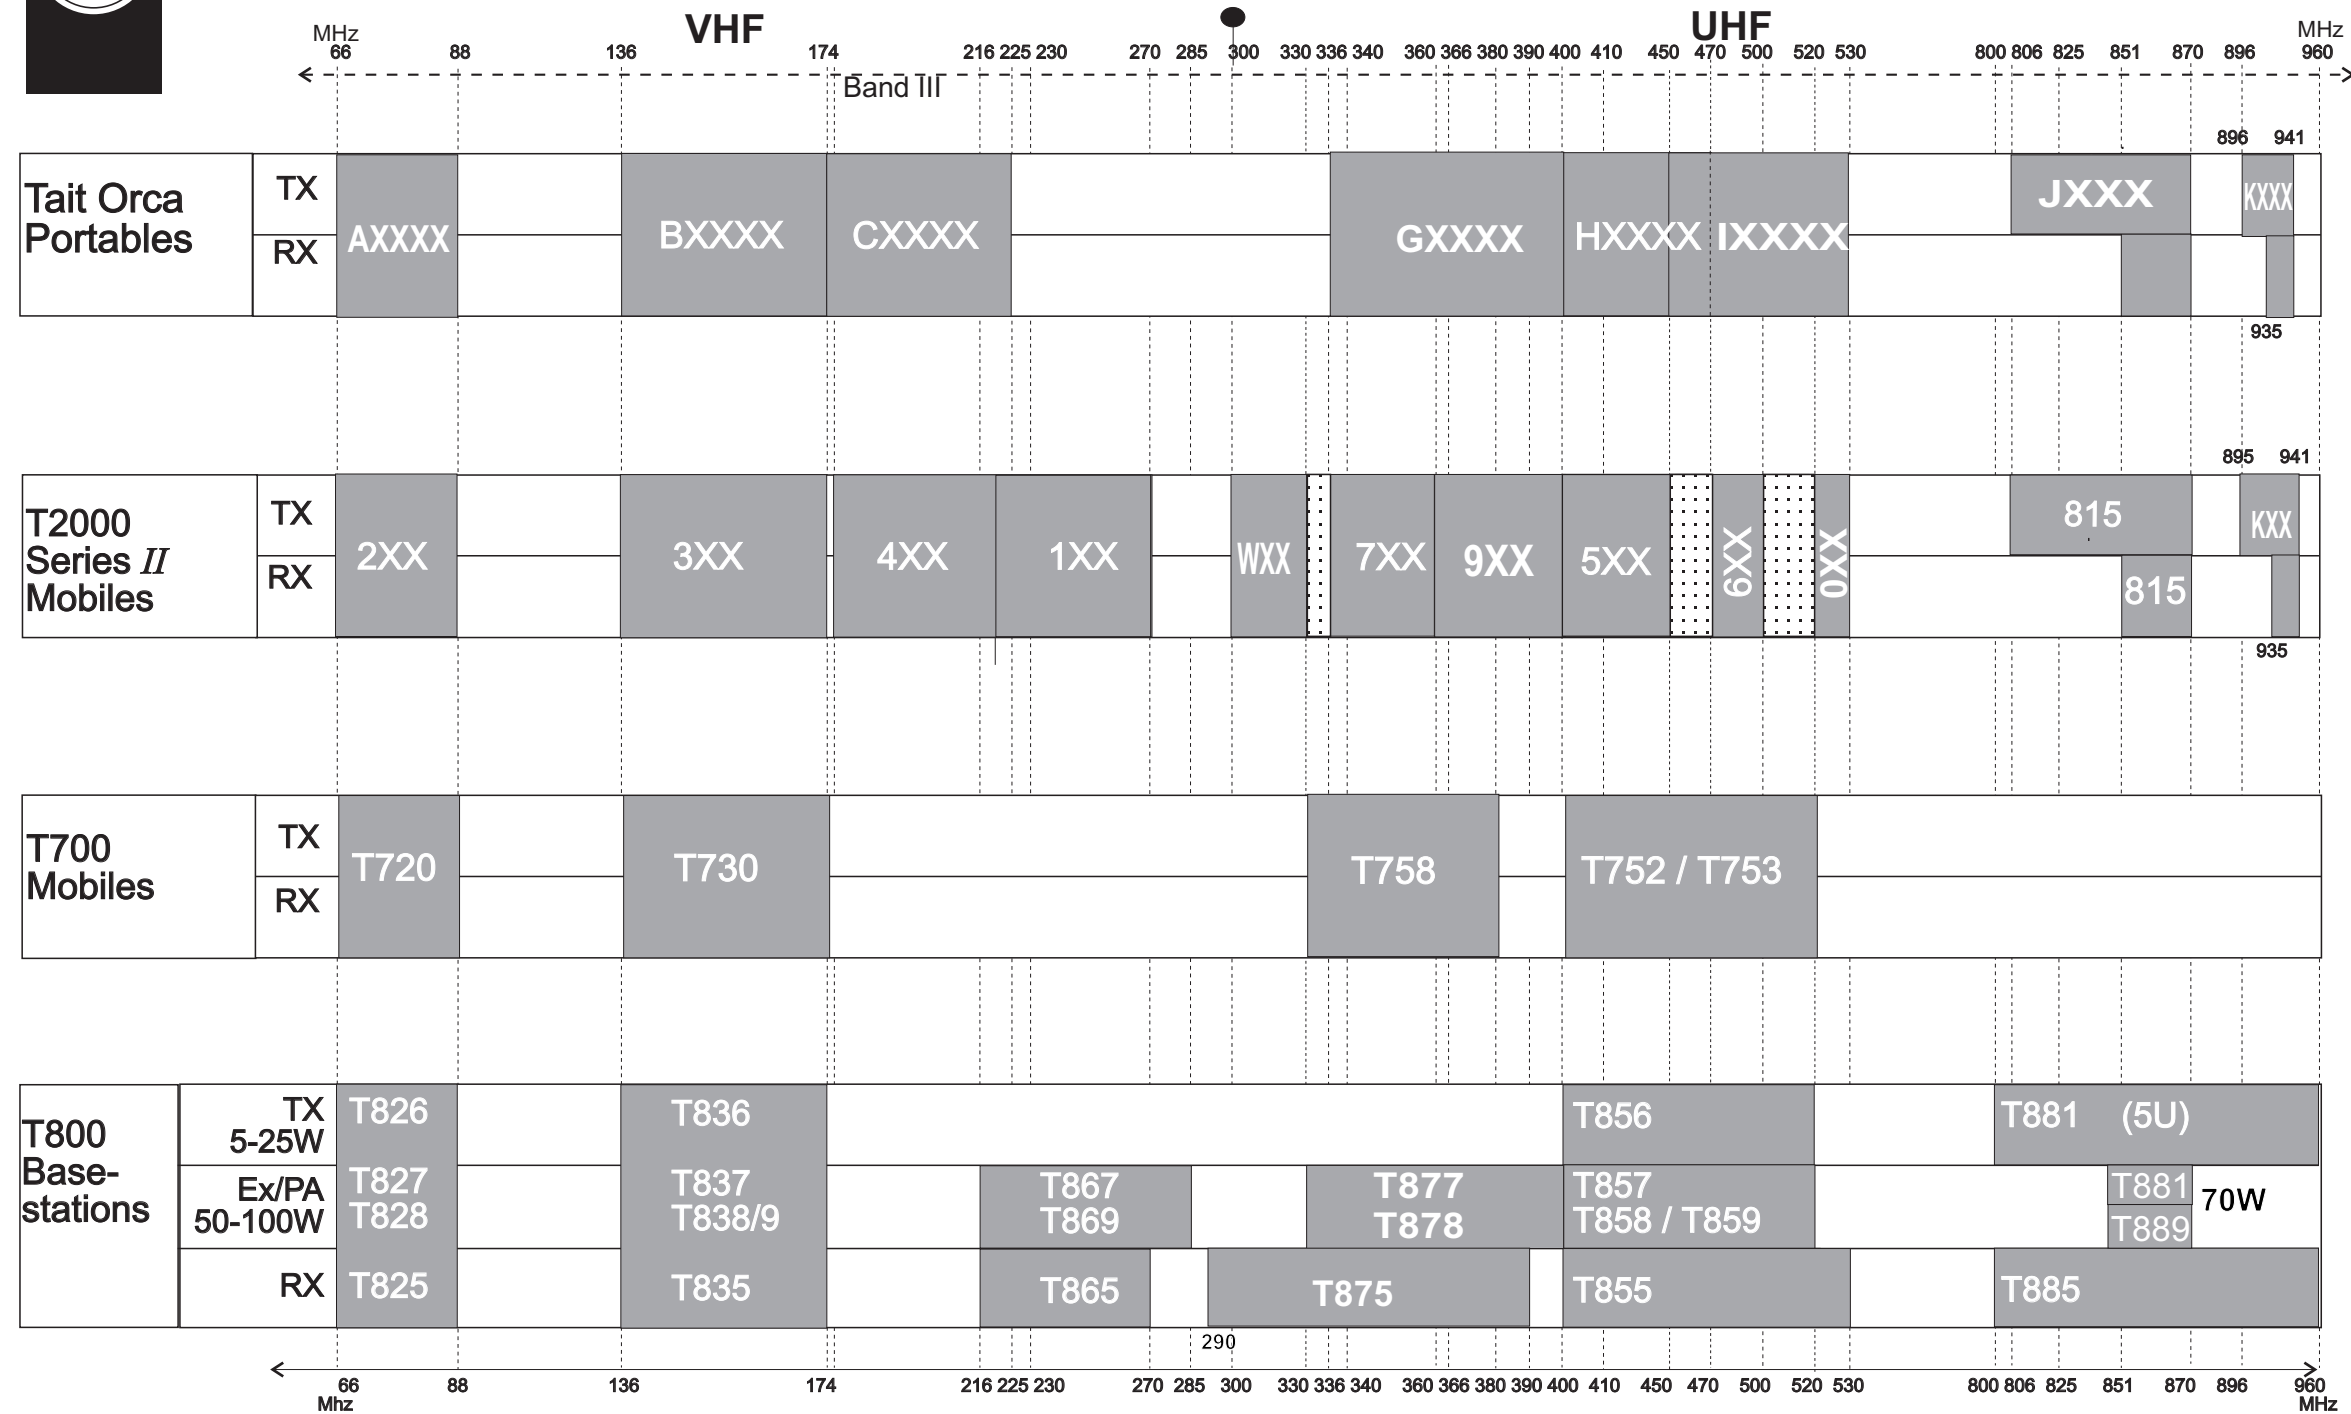 VHF
UHF
MHz
MHz
66 88 136 174 216 225 230 270 285 300 330 336 340 360 366 380 390 400 410 450 470 500 520 530 800 806 825 851 870 896 960
Band III
896 941
Tait Orca
Portables
TX
RX
AXXXX
BXXXX
CXXXX
GXXXX
HXXXX
IXXXX
JXXX
KXXX
935
895 941
T2000
Series II
Mobiles
TX
RX
2XX
3XX
4XX
1XX
WXX
7XX
9XX
5XX
6XX
0XX
815
KXX
815
935
T700
Mobiles
TX
RX
T720
T730
T758
T752 / T753
T800
Base-
stations
TX
5-25W
T826
T836
T856
T881 (5U)
Ex/PA
50-100W
T827
T828
T837
T838/9
T867
T869
T877
T878
T857
T858 / T859
T881
T889
70W
RX
T825
T835
T865
T875
T855
T885
290
66 88 136 174 216 225 230 270 285 300 330 336 340 360 366 380 390 400 410 450 470 500 520 530 800 806 825 851 870 896 960
Mhz
MHz